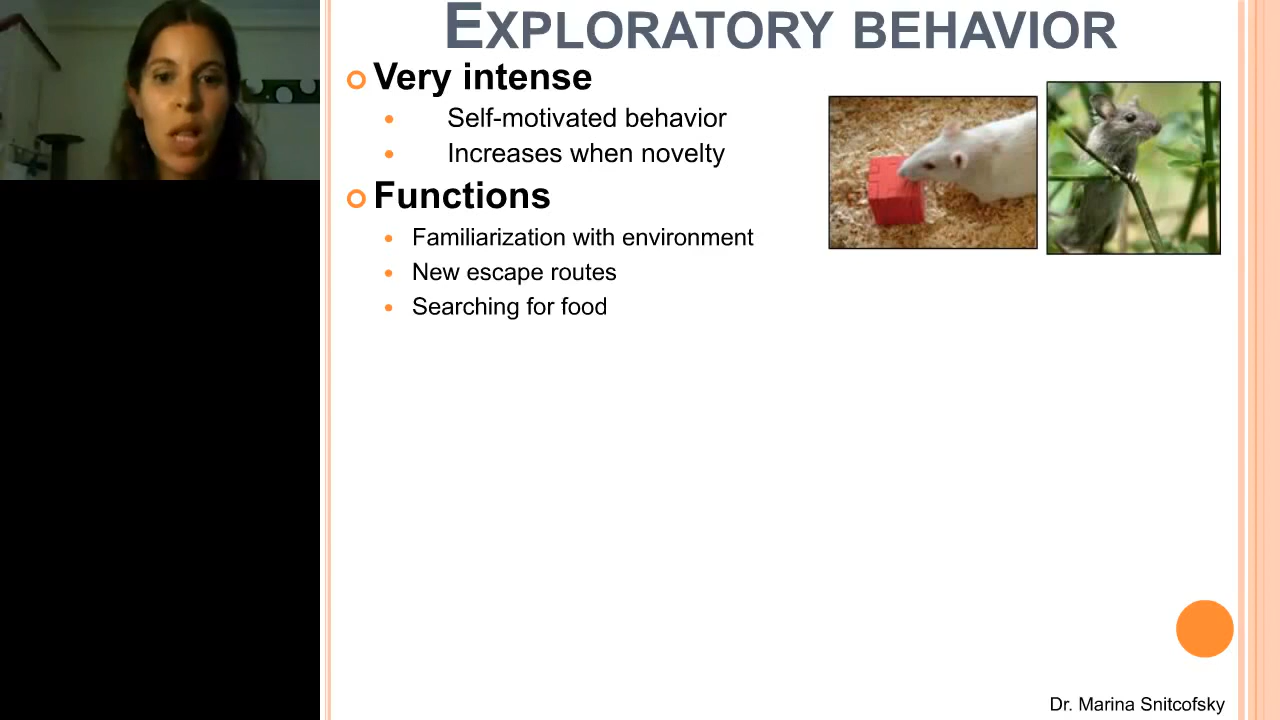 EXPLORATORY BEHAVIOR
Very intense
Self-motivated behavior
Increases when novelty
Functions
Familiarization with environment
New escape routes
Searching for food
Dr. Marina Snitcofsky